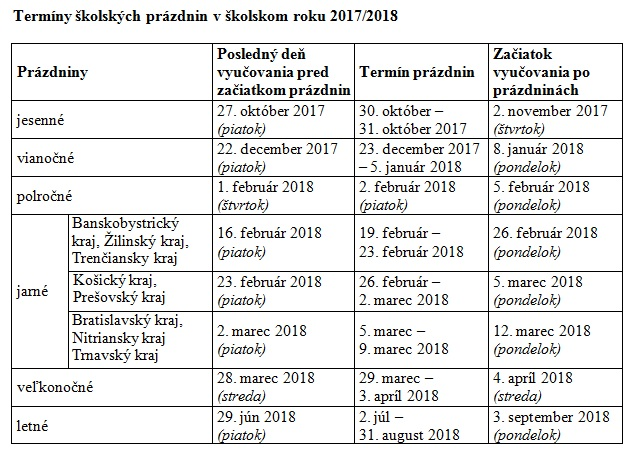 Termíny školských prázdnin v školskom roku 2017/2018
Prázdniny
Posledný deň
vyučovania pred
začiatkom prázdnin
Termín prázdnin
Začiatok
vyučovania po
prázdninách
jesenné
27. október 2017
(piatok)
30. október –
31. október 2017
2. november 2017
(štvrtok)
vianočné
22. december 2017
(piatok)
23. december 2017
– 5. január 2018
8. január 2018
(pondelok)
polročné
1. február 2018
(štvrtok)
2. február 2018
(piatok)
5. február 2018
(pondelok)
jarné
Banskobystrický
kraj, Žilinský kraj,
Trenčiansky kraj
16. február 2018
(piatok)
19. február –
23. február 2018
26. február 2018
(pondelok)
Košický kraj,
Prešovský kraj
23. február 2018
(piatok)
26. február –
2. marec 2018
5. marec 2018
(pondelok)
Bratislavský kraj,
Nitriansky kraj
Trnavský kraj
2. marec 2018
(piatok)
5. marec –
9. marec 2018
12. marec 2018
(pondelok)
veľkonočné
28. marec 2018
(streda)
29. marec –
3. apríl 2018
4. apríl 2018
(streda)
letné
29. jún 2018
(piatok)
2. júl –
31. august 2018
3. september 2018
(pondelok)